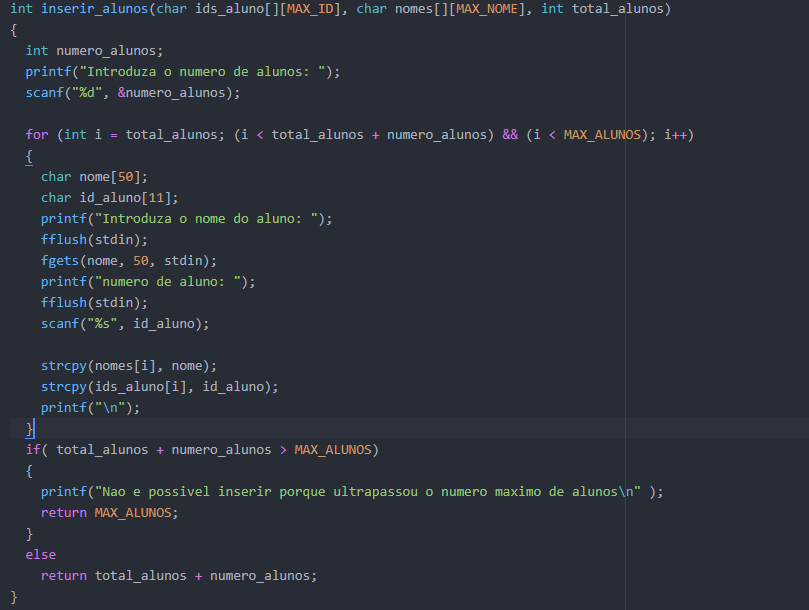 int inserir_alunos(char ids_aluno[][MAX_ID], char nomes[][MAX_NOME], int total_alunos)
{
  int numero_alunos;
  printf("Introduza o numero de alunos: ");
  scanf("%d", &numero_alunos);

  for (int i = total_alunos; (i < total_alunos + numero_alunos) && (i < MAX_ALUNOS); i++)
  {
    char nome[50];
    char id_aluno[11];
    printf("Introduza o nome do aluno: ");
    fflush(stdin);
    fgets(nome, 50, stdin);
    printf("numero de aluno: ");
    fflush(stdin);
    scanf("%s", id_aluno);

    strcpy(nomes[i], nome);
    strcpy(ids_aluno[i], id_aluno);
    printf("\n");
  }
  if( total_alunos + numero_alunos > MAX_ALUNOS)
  {
    printf("Nao e possivel inserir porque ultrapassou o numero maximo de alunos\n" );
    return MAX_ALUNOS;
  }
  else
    return total_alunos + numero_alunos;
}